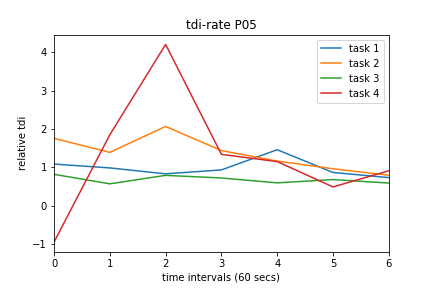 tdi-rate P05
task 1
task 2
task 3
task 4
relative tdi
4
3
2
1
0
−1
0 1 2 3 4 5 6
time intervals (60 secs)